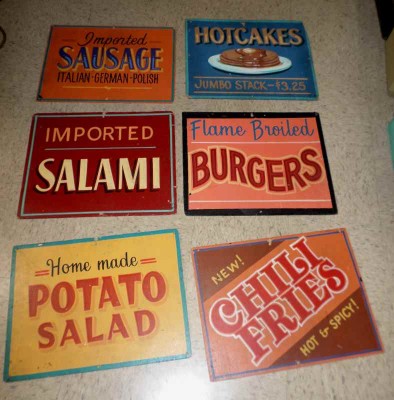 Imported
SAUSAGE
ITALIAN-GERMAN-POLISH
HOTCAKES
JUMBO STACK-$3.25
IMPORTED
SALAMI
Flame Broiled
BURGERS
Home made
POTATO
SALAD
NEW!
CHILI
FRIES
HOT & SPICY!